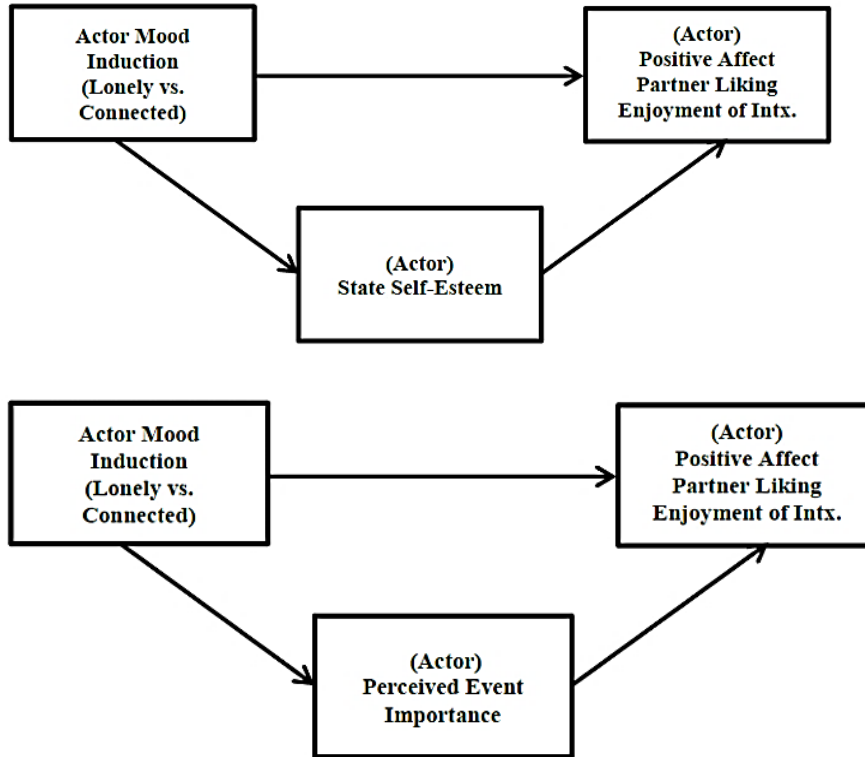 Actor Mood
Induction
(Lonely vs.
Connected)
(Actor)
Positive Affect
Partner Liking
Enjoyment of Intx.
(Actor)
State Self-Esteem
Actor Mood
Induction
(Lonely vs.
Connected)
(Actor)
Positive Affect
Partner Liking
Enjoyment of Intx.
(Actor)
Perceived Event
Importance